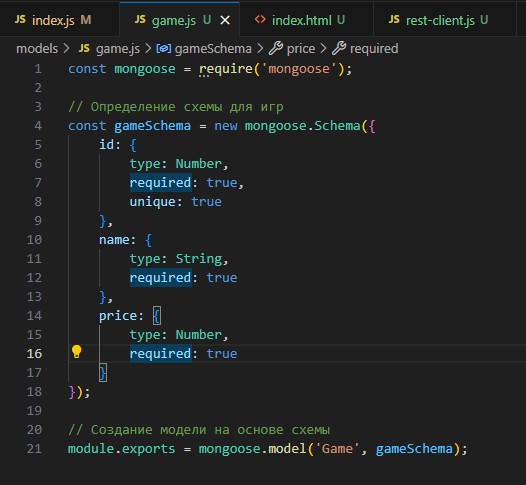 JS index.js M JS game.js U × <> index.html U JS rest-client.js U
models > JS game.js > gameSchema > price > required
1 const mongoose = require('mongoose');
2
3 // Определение схемы для игр
4 const gameSchema = new mongoose.Schema({
5     id: {
6         type: Number,
7         required: true,
8         unique: true
9     },
10     name: {
11         type: String,
12         required: true
13     },
14     price: {
15         type: Number,
16         required: true
17     }
18 });
19
20 // Создание модели на основе схемы
21 module.exports = mongoose.model('Game', gameSchema);